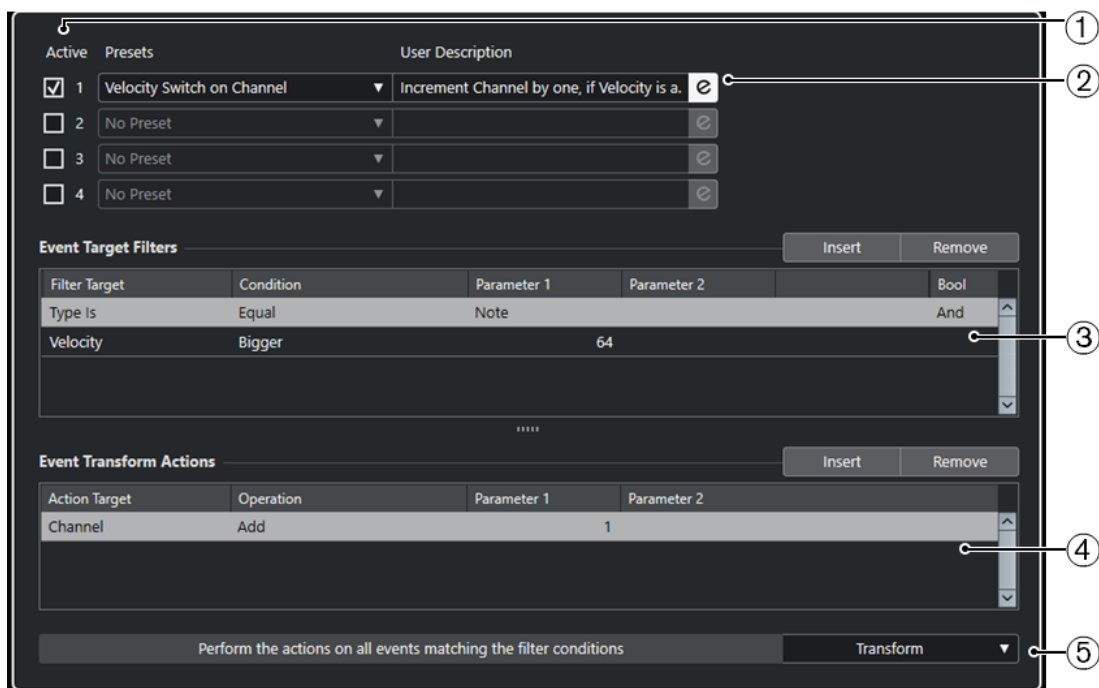 ①
Active Presets User Description
1 Velocity Switch on Channel Increment Channel by one, if Velocity is a. e ②
2 No Preset e
3 No Preset e
4 No Preset e
Event Target Filters Insert Remove
Filter Target Condition Parameter 1 Parameter 2 Bool
Type Is Equal Note And
Velocity Bigger 64 ③
Event Transform Actions Insert Remove
Action Target Operation Parameter 1 Parameter 2
Channel Add 1
④
Perform the actions on all events matching the filter conditions Transform ⑤